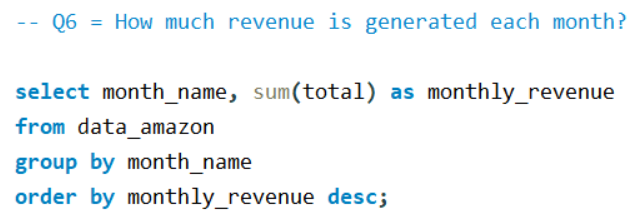 -- Q6 = How much revenue is generated each month?
select month_name, sum(total) as monthly_revenue
from data_amazon
group by month_name
order by monthly_revenue desc;